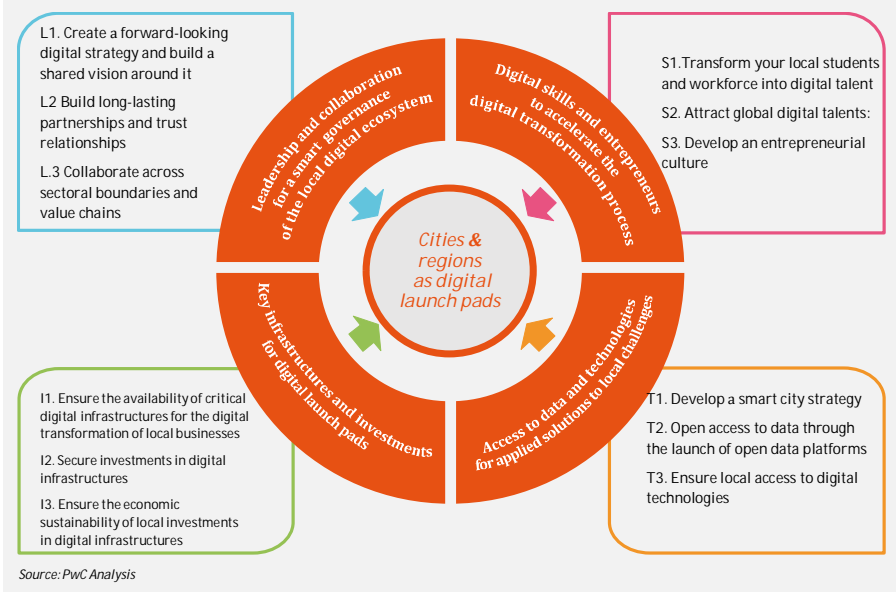 L1. Create a forward-looking
digital strategy and build a
shared vision around it
L2 Build long-lasting
partnerships and trust
relationships
L.3 Collaborate across
sectoral boundaries and
value chains
Leadership and collaboration
for a smart governance
of the local digital ecosystem
Digital skills and entrepreneurs
to accelerate the
digital transformation process
S1.Transform your local students
and workforce into digital talent
S2. Attract global digital talents:
S3. Develop an entrepreneurial
culture
Cities &
regions
as digital
launch pads
Key infrastructures and investments
for digital launch pads
Access to data and technologies
for applied solutions to local challenges
I1. Ensure the availability of critical
digital infrastructures for the digital
transformation of local businesses
I2. Secure investments in digital
infrastructures
I3. Ensure the economic
sustainability of local investments
in digital infrastructures
T1. Develop a smart city strategy
T2. Open access to data through
the launch of open data platforms
T3. Ensure local access to digital
technologies
Source: PwC Analysis